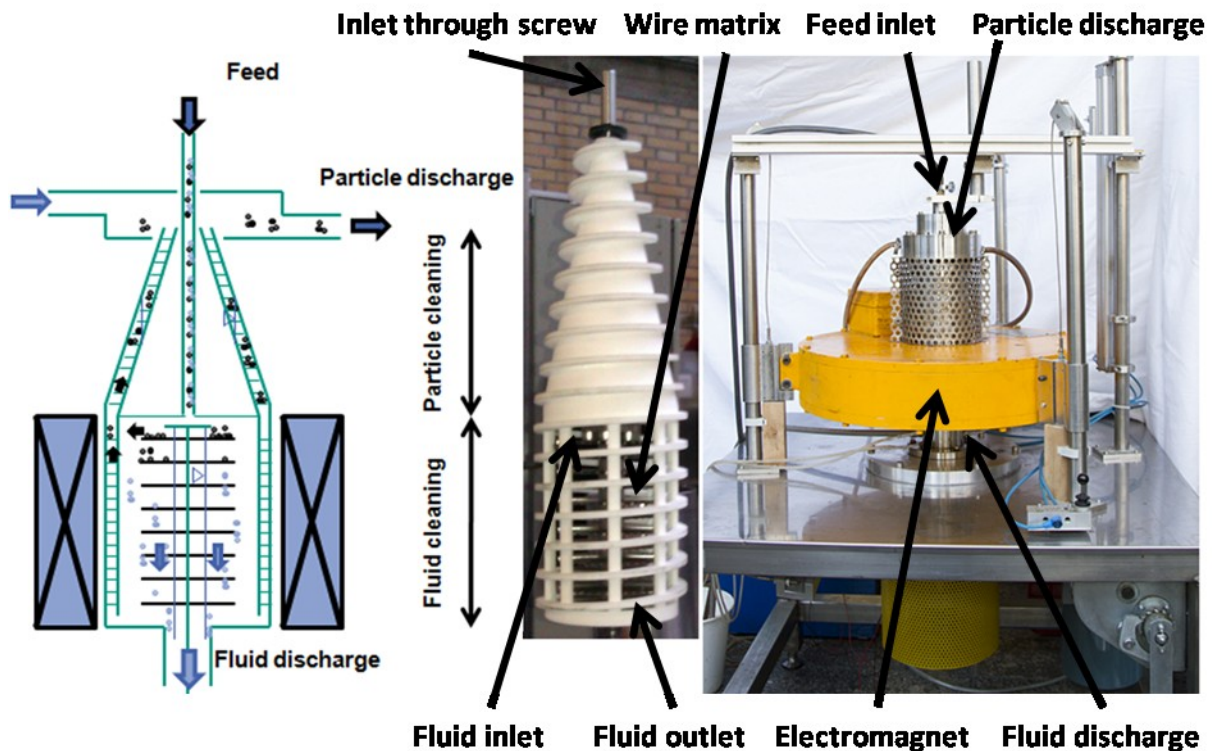 Inlet through screw Wire matrix Feed inlet Particle discharge
Feed
Particle discharge
Particle cleaning
Fluid cleaning
Fluid discharge
Fluid inlet Fluid outlet Electromagnet Fluid discharge